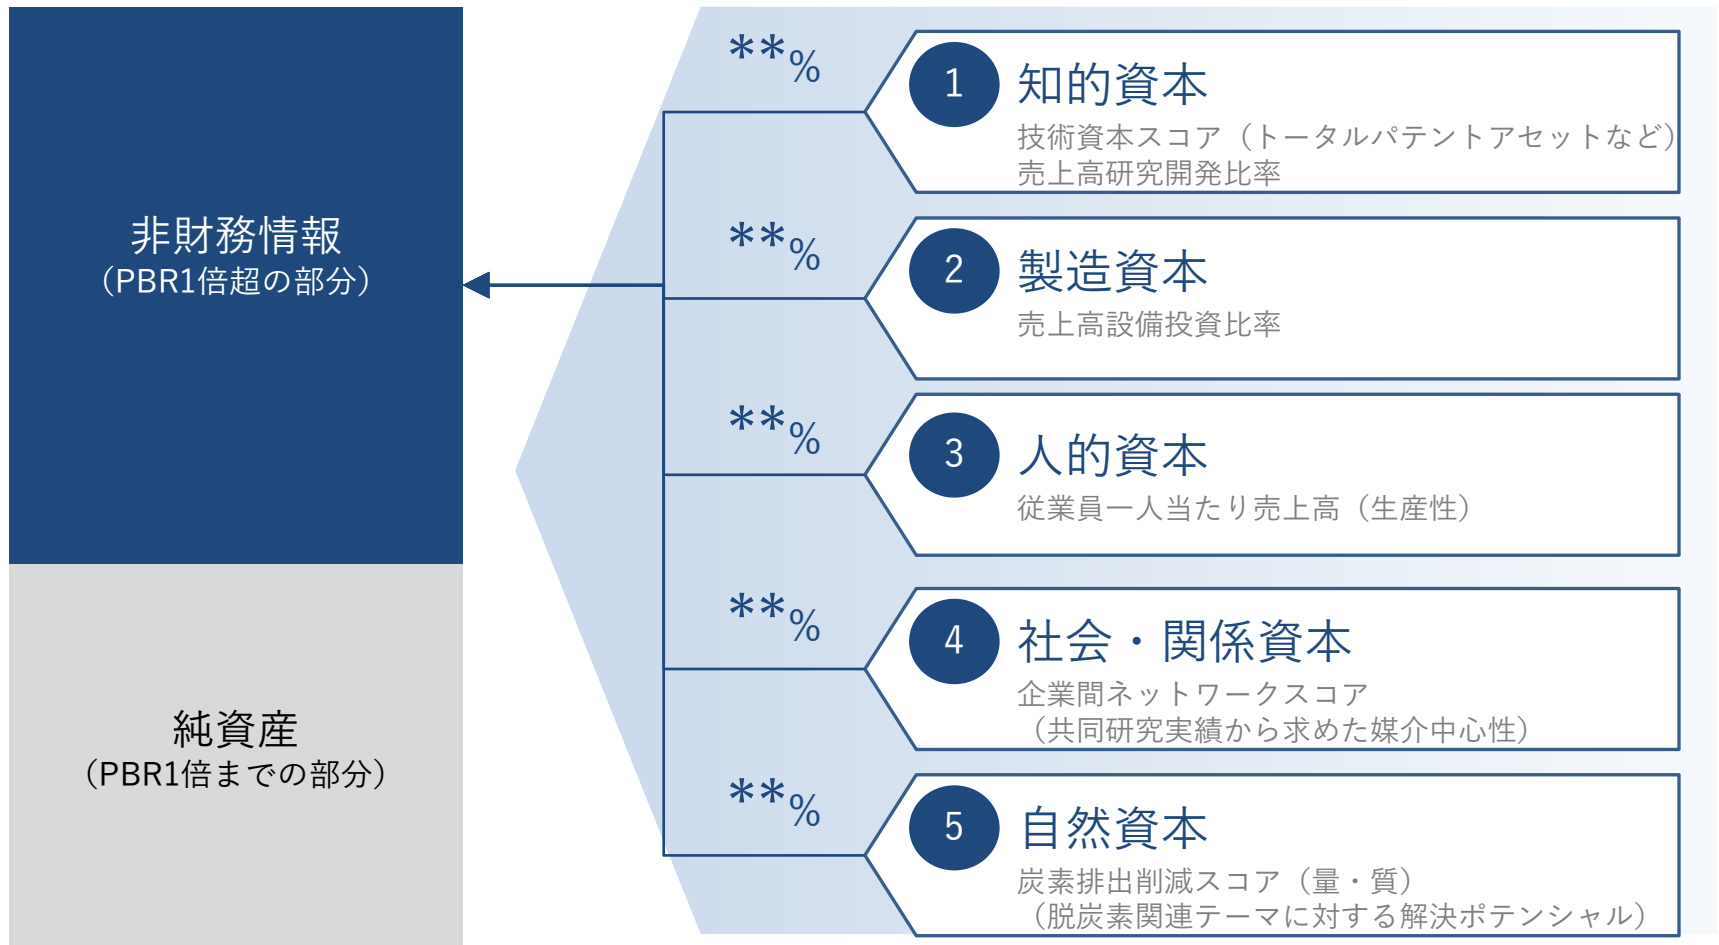 非財務情報
（PBR1倍超の部分）
純資産
（PBR1倍までの部分）
**%
1
知的資本
技術資本スコア（トータルパテントアセットなど）
売上高研究開発比率
**%
2
製造資本
売上高設備投資比率
**%
3
人的資本
従業員一人当たり売上高（生産性）
**%
4
社会・関係資本
企業間ネットワークスコア
（共同研究実績から求めた媒介中心性）
**%
5
自然資本
炭素排出削減スコア（量・質）
（脱炭素関連テーマに対する解決ポテンシャル）